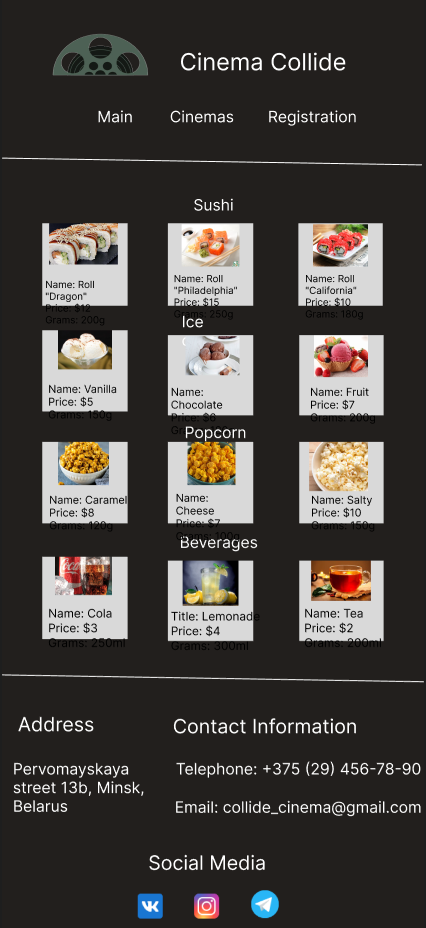 Cinema Collide
Main Cinemas Registration
Sushi
Name: Roll
"Dragon"
Price: $12
Grams: 200g
Name: Roll
"Philadelphia"
Price: $15
Grams: 250g
Name: Roll
"California"
Price: $10
Grams: 180g
Ice
Name: Vanilla
Price: $5
Grams: 150g
Name:
Chocolate
Price: $6
Name: Fruit
Price: $7
Grams: 200g
Popcorn
Name: Caramel
Price: $8
Grams: 120g
Name:
Cheese
Price: $7
Name: Salty
Price: $10
Grams: 150g
Beverages
Name: Cola
Price: $3
Grams: 250ml
Title: Lemonade
Price: $4
Grams: 300ml
Name: Tea
Price: $2
Grams: 200ml
Address
Pervomayskaya
street 13b, Minsk,
Belarus
Contact Information
Telephone: +375 (29) 456-78-90
Email: collide_cinema@gmail.com
Social Media